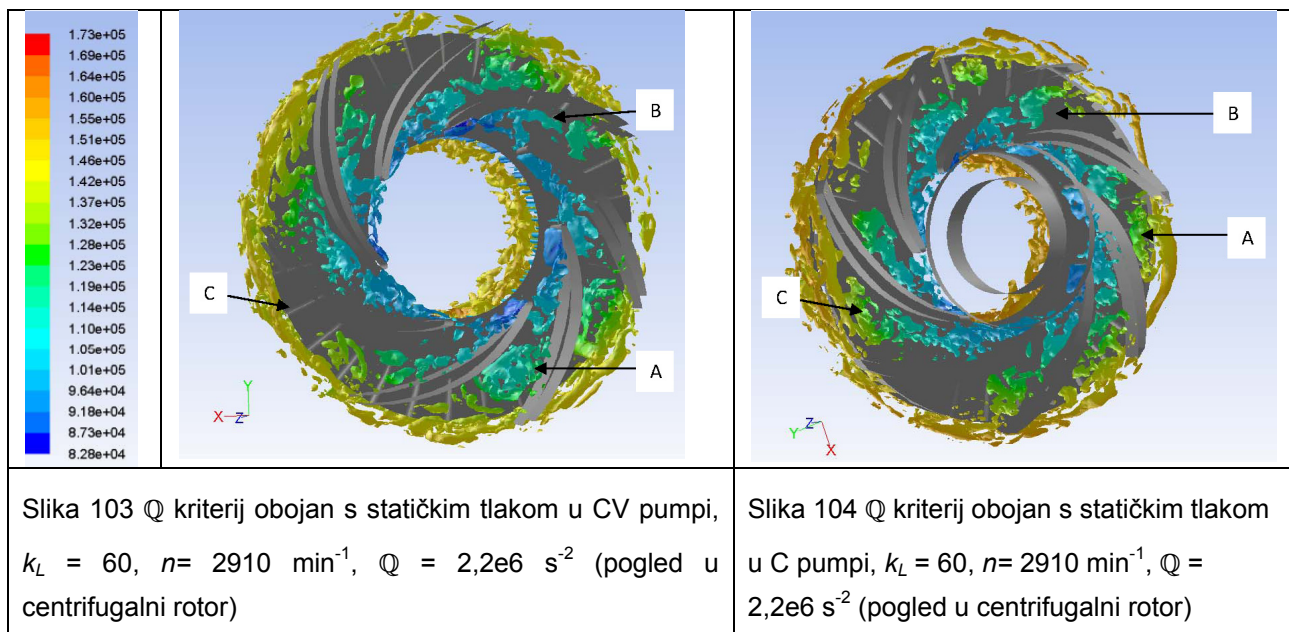 1.73e+05
1.69e+05
1.64e+05
1.60e+05
1.55e+05
1.51e+05
1.46e+05
1.42e+05
1.37e+05
1.32e+05
1.28e+05
1.23e+05
1.19e+05
1.14e+05
1.10e+05
1.05e+05
1.01e+05
9.64e+04
9.18e+04
8.73e+04
8.28e+04
B
C
A
Y
X
Z
B
A
C
Z
Y
X
Slika 103 ℚ kriterij obojan s statičkim tlakom u CV pumpi,
k_L = 60, n= 2910 min⁻¹, ℚ = 2,2e6 s⁻² (pogled u
centrifugalni rotor)
Slika 104 ℚ kriterij obojan s statičkim tlakom
u C pumpi, k_L = 60, n= 2910 min⁻¹, ℚ =
2,2e6 s⁻² (pogled u centrifugalni rotor)